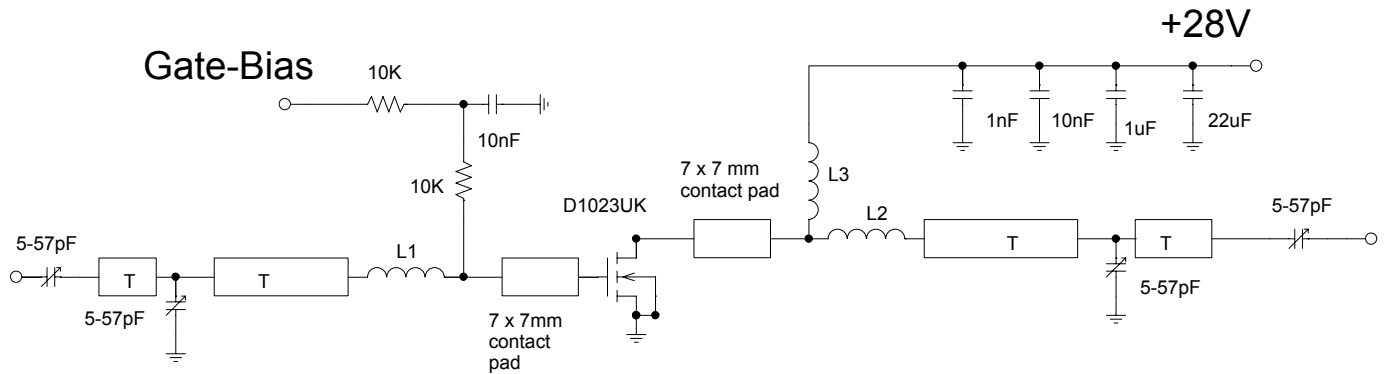 +28V
Gate-Bias
10K
10nF
10K
1nF
10nF
1uF
22uF
7 x 7 mm
contact pad
L3
D1023UK
L2
5-57pF
T
T
5-57pF
5-57pF
T
T
L1
5-57pF
7 x 7mm
contact
pad